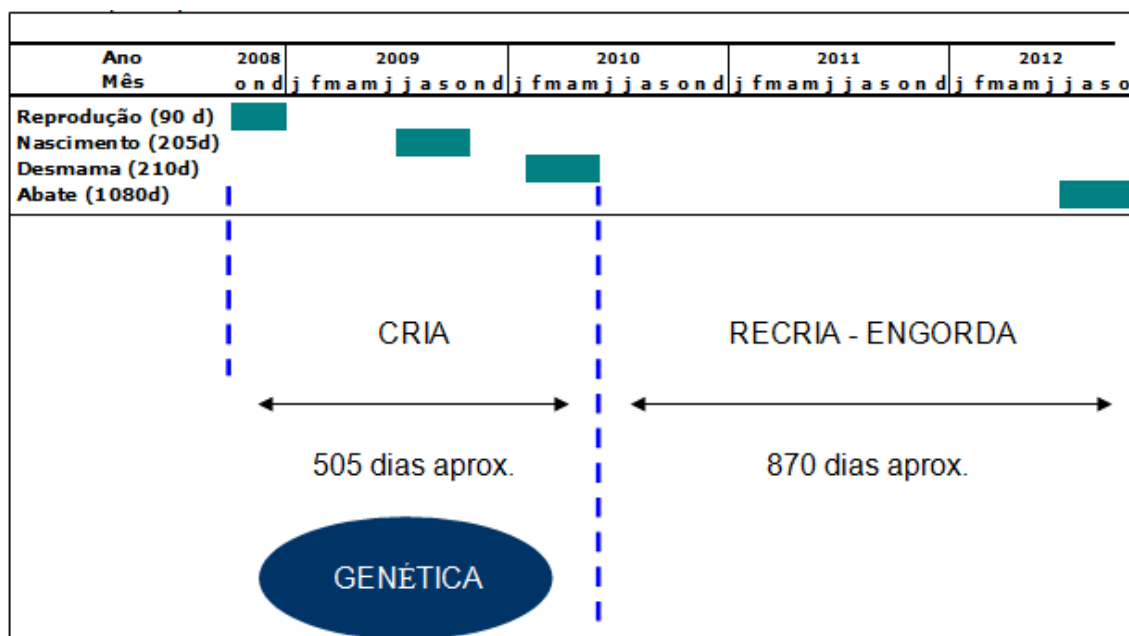 Ano 2008 2009 2010 2011 2012
Mês o n d j f m a m j j a s o n d j f m a m j j a s o n d j f m a m j j a s o n d j f m a m j j a s o
Reprodução (90 d)
Nascimento (205d)
Desmama (210d)
Abate (1080d)
CRIA RECRIA - ENGORDA
505 dias aprox. 870 dias aprox.
GENÉTICA